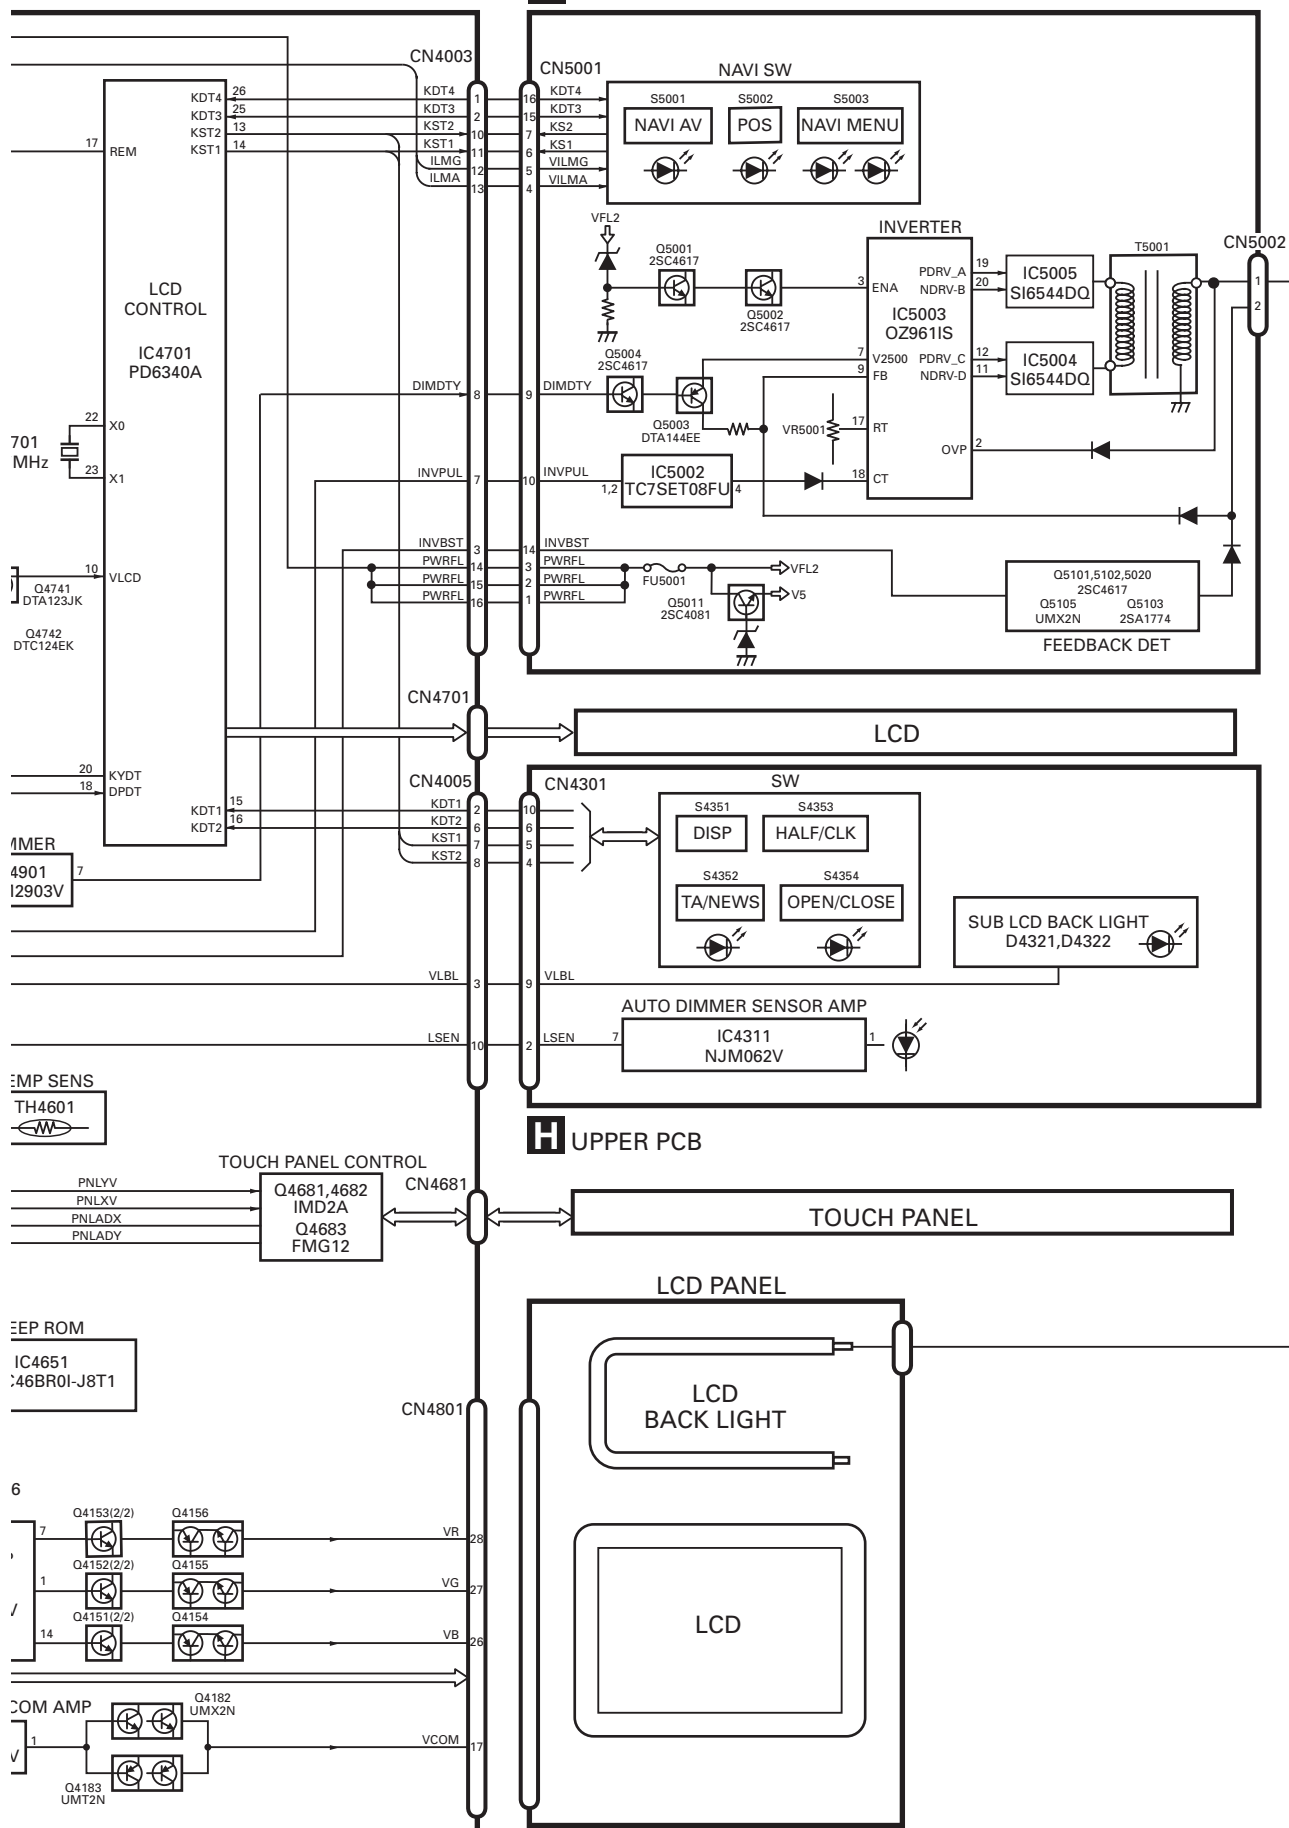 CN4003
CN5001
NAVI SW
KDT4 26
KDT3 25
KST2 13
KST1 14
17 REM
KDT4 1 16 KDT4
KDT3 2 15 KDT3
KST2 10 7 KS2
KST1 11 6 KS1
ILMG 12 5 VILMG
ILMA 13 4 VILMA
S5001 S5002 S5003
NAVI AV POS NAVI MENU
VFL2
INVERTER
CN5002
Q5001
2SC4617
Q5002
2SC4617
3 ENA
PDRV_A 19
NDRV-B 20
IC5005
SI6544DQ
T5001
1
2
LCD
CONTROL
IC4701
PD6340A
IC5003
OZ961IS
Q5004
2SC4617
7 V2500 PDRV_C 12
9 FB NDRV-D 11
IC5004
SI6544DQ
DIMDTY 8 9 DIMDTY
Q5003
DTA144EE
VR5001
17 RT
OVP 2
22 X0
701
MHz
23 X1
INVPUL 7 10 INVPUL
1,2 IC5002 4
TC7SET08FU
18 CT
INVBST 3 14 INVBST
PWRFL 14 3 PWRFL
PWRFL 15 2 PWRFL
PWRFL 16 1 PWRFL
FU5001
VFL2
V5
Q5011
2SC4081
10 VLCD
Q4741
DTA123JK
Q4742
DTC124EK
Q5101,5102,5020
2SC4617
Q5105 Q5103
UMX2N 2SA1774
FEEDBACK DET
CN4701
LCD
20 KYDT
18 DPDT
KDT1 15
KDT2 16
CN4005
CN4301
SW
KDT1 2 10
KDT2 6 6
KST1 7 5
KST2 8 4
S4351 S4353
DISP HALF/CLK
S4352 S4354
TA/NEWS OPEN/CLOSE
MMER
4901
2903V
7
SUB LCD BACK LIGHT
D4321,D4322
VLBL 3 9 VLBL
AUTO DIMMER SENSOR AMP
LSEN 10 2 LSEN
7 IC4311 1
NJM062V
EMP SENS
TH4601
H UPPER PCB
TOUCH PANEL CONTROL
CN4681
PNLYV
PNLXV
PNLADX
PNLADY
Q4681,4682
IMD2A
Q4683
FMG12
TOUCH PANEL
LCD PANEL
EEP ROM
IC4651
C46BR0I-J8T1
LCD
BACK LIGHT
CN4801
6
Q4153(2/2) Q4156
7
VR 28
Q4152(2/2) Q4155
1
VG 27
V
Q4151(2/2) Q4154
14
VB 26
LCD
COM AMP
Q4182
UMX2N
V
1
VCOM 17
Q4183
UMT2N